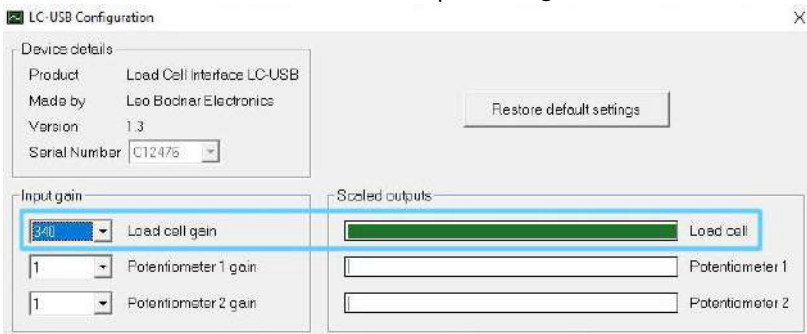 LC-USB Configuration
Device details
Product Load Cell Interface LC-USB
Made by Leo Bodnar Electronics
Version 1.3
Serial Number C12476
Restore default settings
Input gain
Scaled outputs
340 Load cell gain
Load cell
1 Potentiometer 1 gain
Potentiometer 1
1 Potentiometer 2 gain
Potentiometer 2